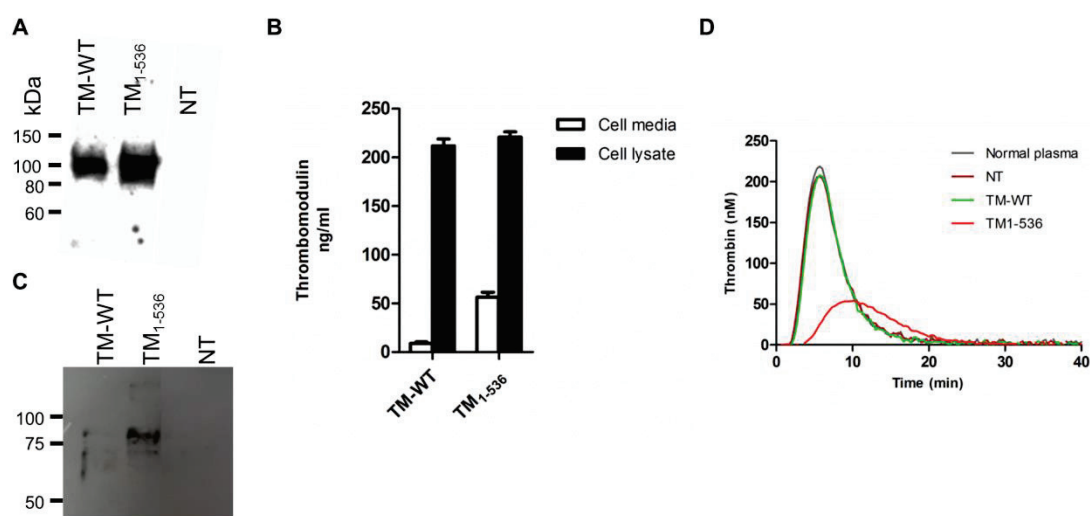 A
kDa
TM-WT
TM1-536
NT
150
100
80
60
B
Thrombomodulin
ng/ml
250
200
150
100
50
0
TM-WT
TM1-536
Cell media
Cell lysate
C
TM-WT
TM1-536
NT
100
75
50
D
Thrombin (nM)
250
200
150
100
50
0
0
10
20
30
40
Time (min)
Normal plasma
NT
TM-WT
TM1-536